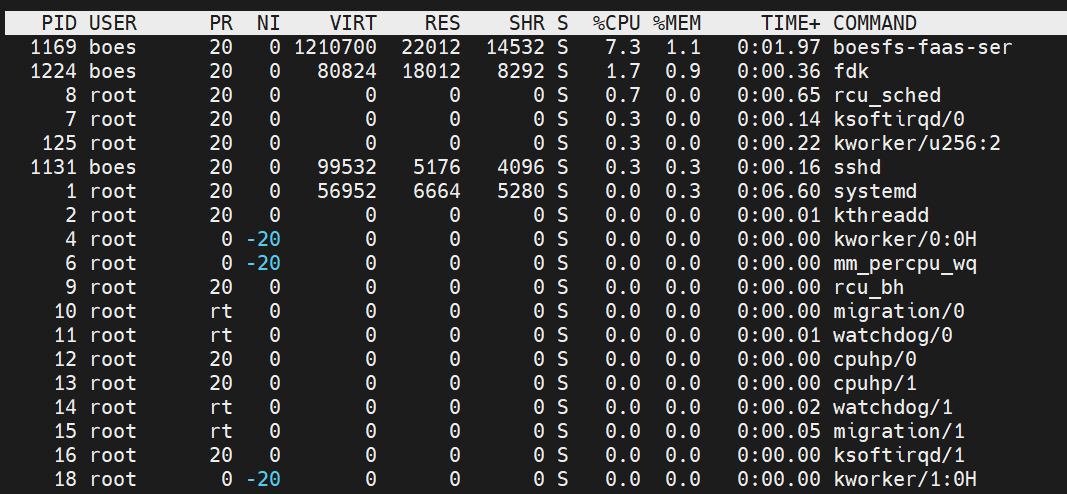 PID USER PR NI VIRT RES SHR S %CPU %MEM TIME+ COMMAND
1169 boes 20 0 1210700 22012 14532 S 7.3 1.1 0:01.97 boesfs-faas-ser
1224 boes 20 0 80824 18012 8292 S 1.7 0.9 0:00.36 fdk
8 root 20 0 0 0 0 S 0.7 0.0 0:00.65 rcu_sched
7 root 20 0 0 0 0 S 0.3 0.0 0:00.14 ksoftirqd/0
125 root 20 0 0 0 0 S 0.3 0.0 0:00.22 kworker/u256:2
1131 boes 20 0 99532 5176 4096 S 0.3 0.3 0:00.16 sshd
1 root 20 0 56952 6664 5280 S 0.0 0.3 0:06.60 systemd
2 root 20 0 0 0 0 S 0.0 0.0 0:00.01 kthreadd
4 root 0 -20 0 0 0 S 0.0 0.0 0:00.00 kworker/0:0H
6 root 0 -20 0 0 0 S 0.0 0.0 0:00.00 mm_percpu_wq
9 root 20 0 0 0 0 S 0.0 0.0 0:00.00 rcu_bh
10 root rt 0 0 0 0 S 0.0 0.0 0:00.00 migration/0
11 root rt 0 0 0 0 S 0.0 0.0 0:00.01 watchdog/0
12 root 20 0 0 0 0 S 0.0 0.0 0:00.00 cpuhp/0
13 root 20 0 0 0 0 S 0.0 0.0 0:00.00 cpuhp/1
14 root rt 0 0 0 0 S 0.0 0.0 0:00.02 watchdog/1
15 root rt 0 0 0 0 S 0.0 0.0 0:00.05 migration/1
16 root 20 0 0 0 0 S 0.0 0.0 0:00.00 ksoftirqd/1
18 root 0 -20 0 0 0 S 0.0 0.0 0:00.00 kworker/1:0H